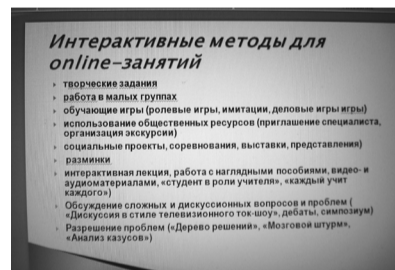 Интерактивные методы для
online-занятий
творческие задания
работа в малых группах
обучающие игры (ролевые игры, имитации, деловые игры игры)
использование общественных ресурсов (приглашение специалиста,
организация экскурсии)
социальные проекты, соревнования, выставки, представления)
разминки
интерактивная лекция, работа с наглядными пособиями, видео- и
аудиоматериалами, «студент в роли учителя», «каждый учит
каждого»)
Обсуждение сложных и дискуссионных вопросов и проблем (
«Дискуссия в стиле телевизионного ток-шоу», дебаты, симпозиум)
Разрешение проблем («Дерево решений», «Мозговой штурм»,
«Анализ казусов»)